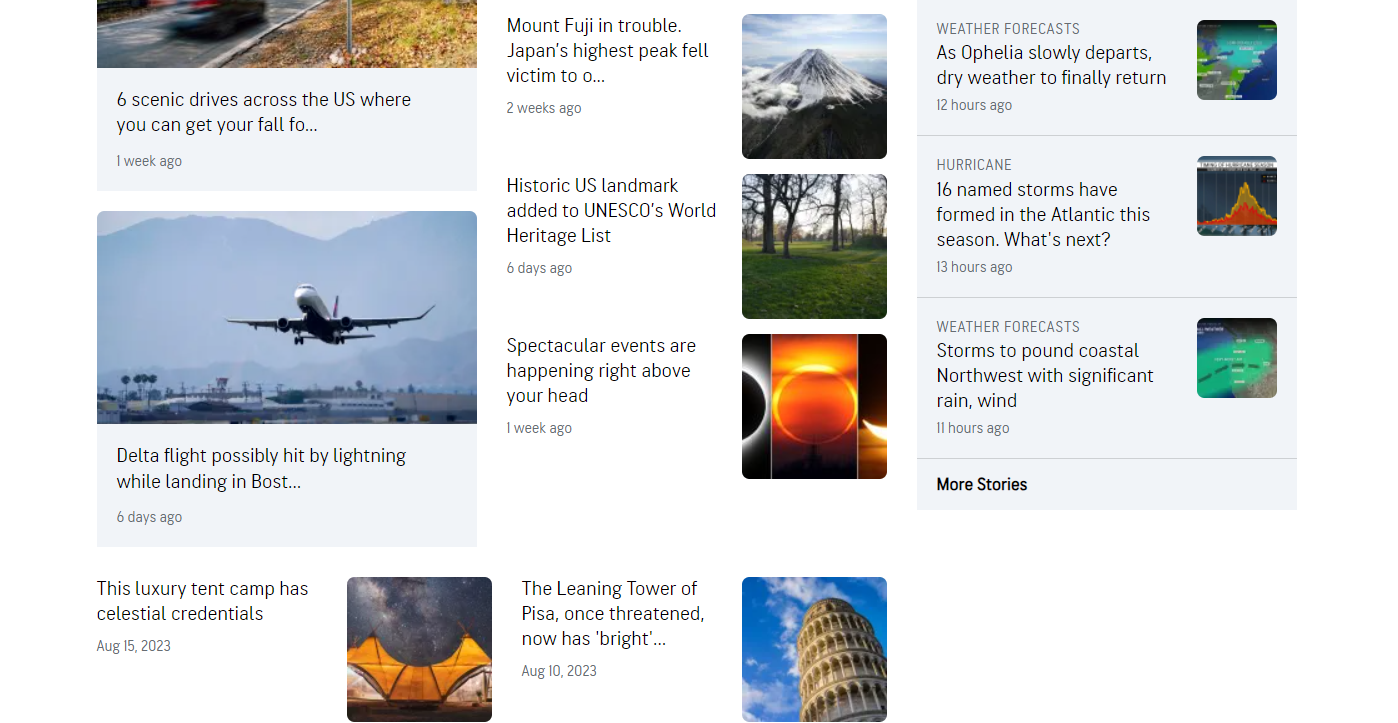 6 scenic drives across the US where
you can get your fall fo...
1 week ago
Delta flight possibly hit by lightning
while landing in Bost...
6 days ago
Mount Fuji in trouble.
Japan's highest peak fell
victim to o...
2 weeks ago
Historic US landmark
added to UNESCO's World
Heritage List
6 days ago
Spectacular events are
happening right above
your head
1 week ago
This luxury tent camp has
celestial credentials
Aug 15, 2023
The Leaning Tower of
Pisa, once threatened,
now has 'bright'...
Aug 10, 2023
WEATHER FORECASTS
As Ophelia slowly departs,
dry weather to finally return
12 hours ago
HURRICANE
16 named storms have
formed in the Atlantic this
season. What's next?
13 hours ago
WEATHER FORECASTS
Storms to pound coastal
Northwest with significant
rain, wind
11 hours ago
More Stories